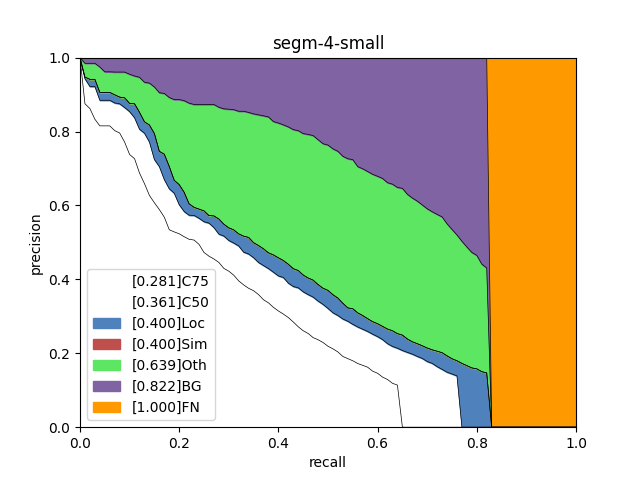 segm-4-small
1.0
0.8
0.6
0.4
0.2
0.0
precision
[0.281]C75
[0.361]C50
[0.400]Loc
[0.400]Sim
[0.639]Oth
[0.822]BG
[1.000]FN
0.0 0.2 0.4 0.6 0.8 1.0
recall